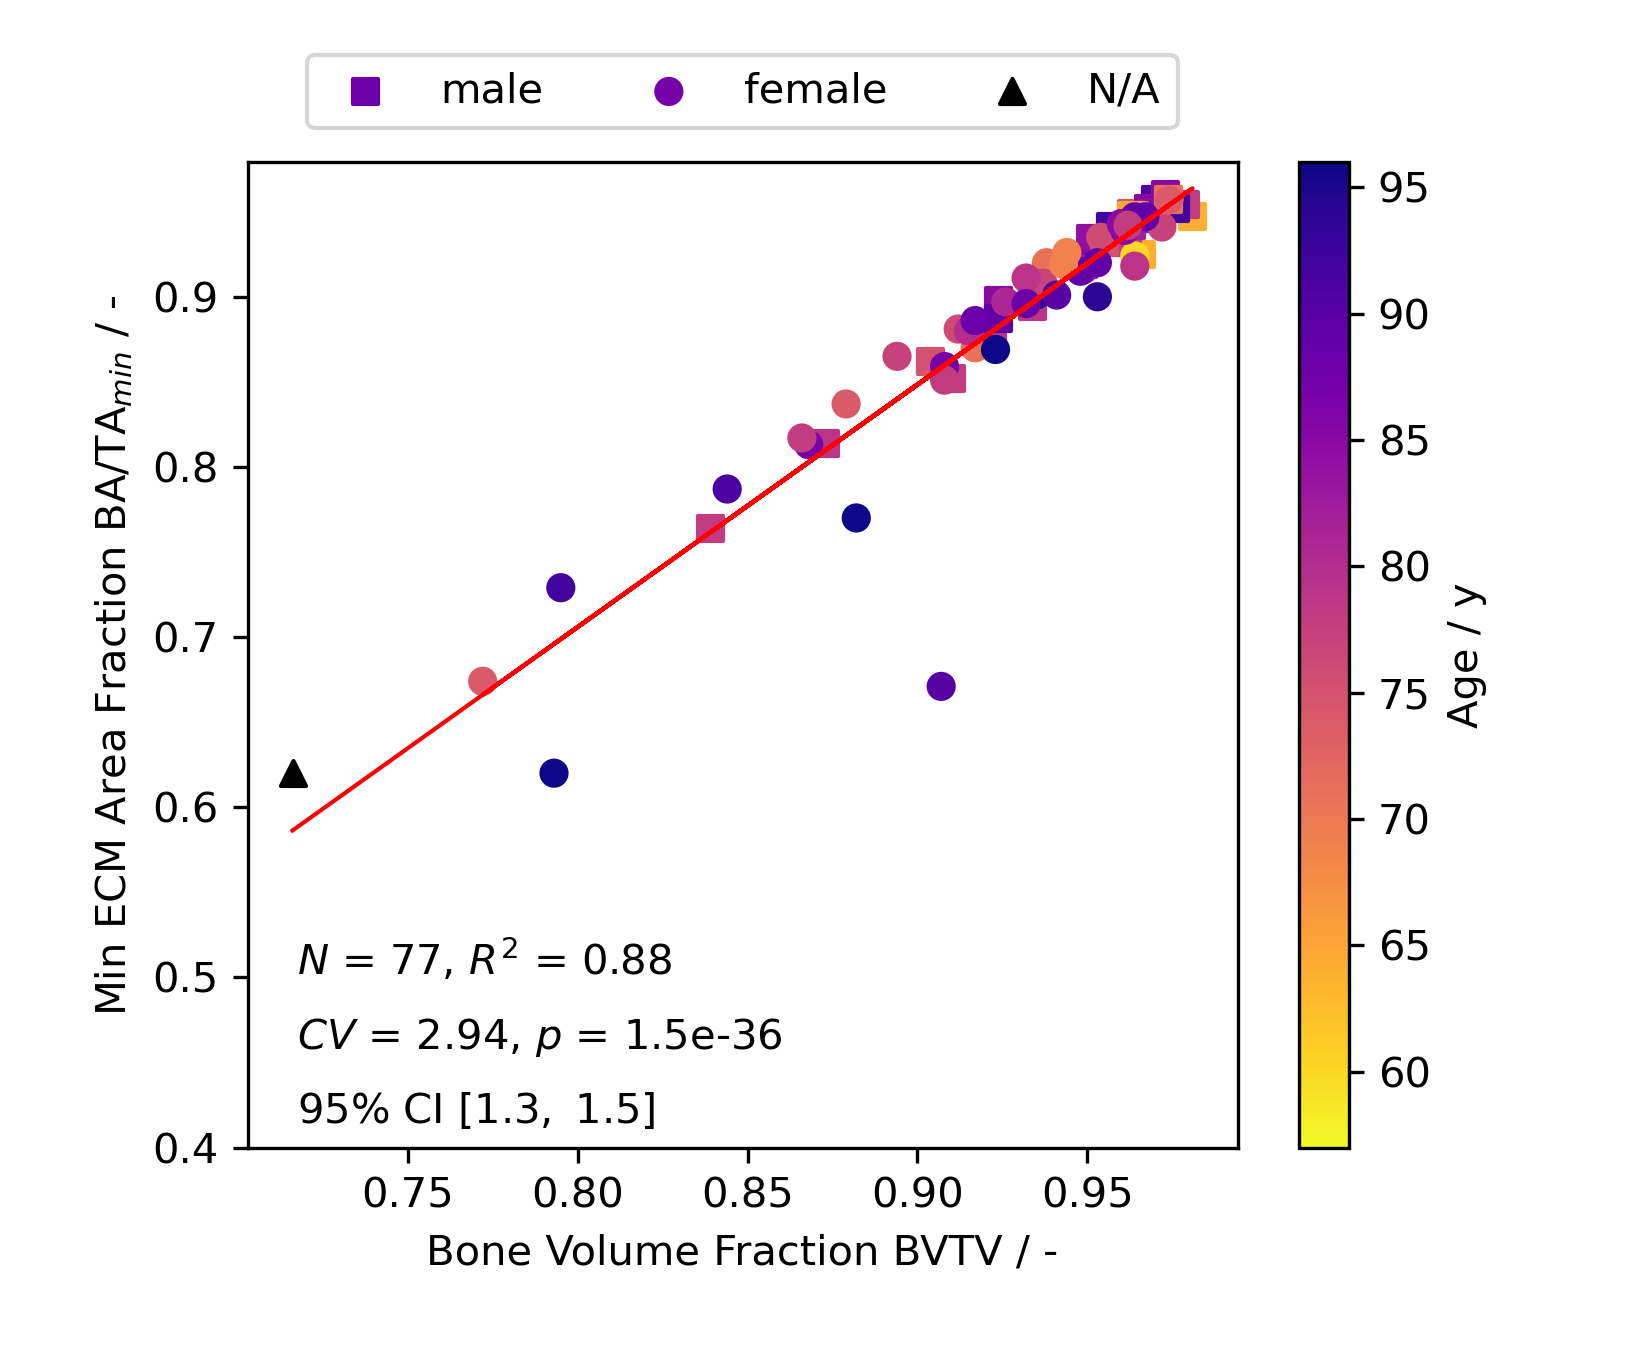 male female N/A
0.9
0.8
0.7
0.6
0.5
0.4
Min ECM Area Fraction BA/TA_min / -
N = 77, R² = 0.88
CV = 2.94, p = 1.5e-36
95% CI [1.3, 1.5]
0.75 0.80 0.85 0.90 0.95
Bone Volume Fraction BVTV / -
95
90
85
80
75
70
65
60
Age / y